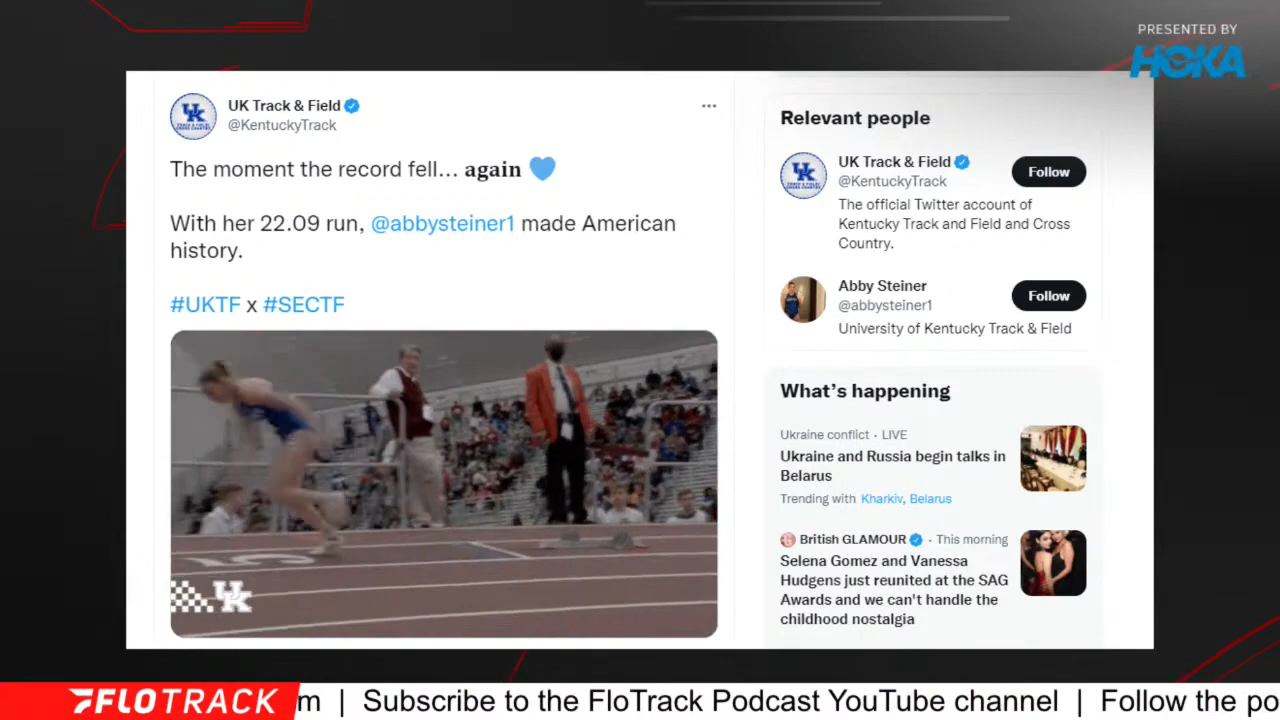 PRESENTED BY
HOKA
UK Track & Field
@KentuckyTrack
The moment the record fell... again 💙
With her 22.09 run, @abbysteiner1 made American
history.
#UKTF x #SECTF
UK
Relevant people
UK Track & Field
@KentuckyTrack
Follow
The official Twitter account of
Kentucky Track and Field and Cross
Country.
Abby Steiner
@abbysteiner1
Follow
University of Kentucky Track & Field
What's happening
Ukraine conflict · LIVE
Ukraine and Russia begin talks in
Belarus
Trending with Kharkiv, Belarus
British GLAMOUR · This morning
Selena Gomez and Vanessa
Hudgens just reunited at the SAG
Awards and we can't handle the
childhood nostalgia
FLOTRACK
m | Subscribe to the FloTrack Podcast YouTube channel | Follow the po